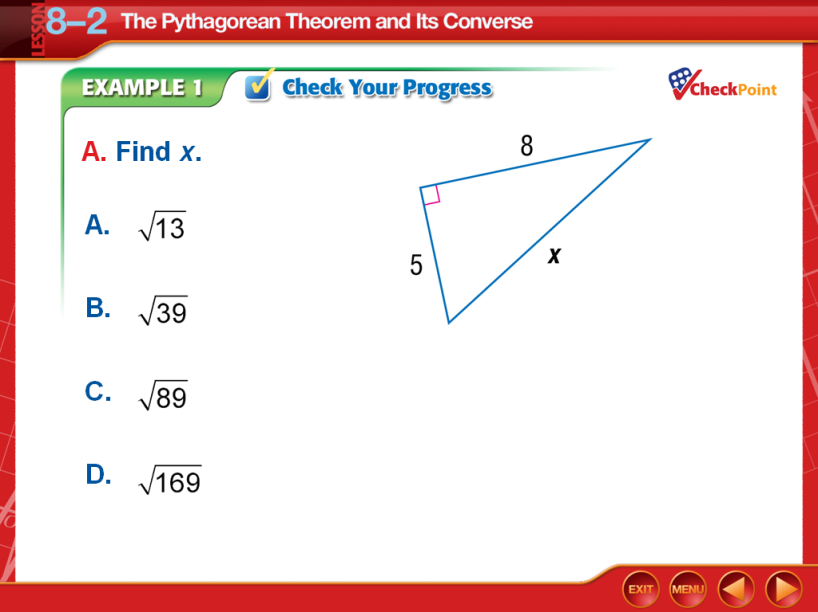 LESSON 8–2 The Pythagorean Theorem and Its Converse
EXAMPLE 1 Check Your Progress
CheckPoint
A. Find x.
8
5
x
A. √13
B. √39
C. √89
D. √169
EXIT MENU